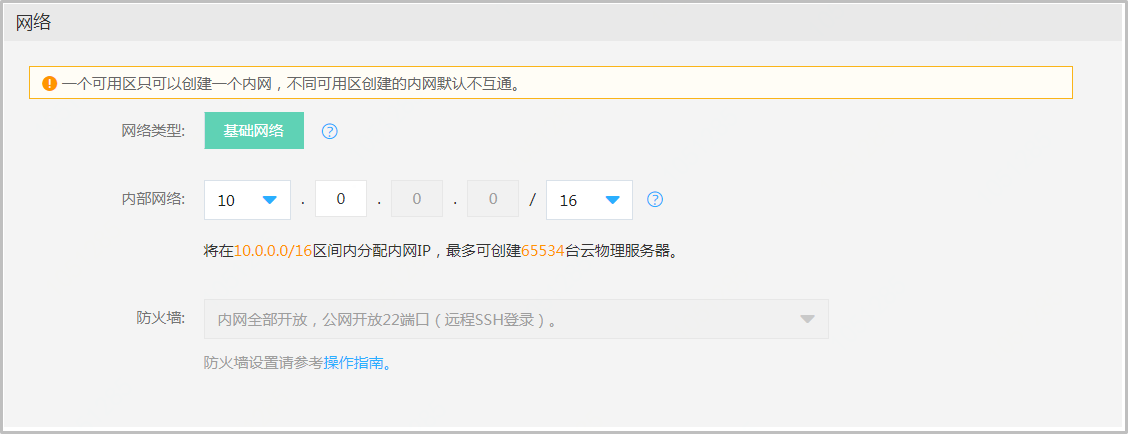 网络
! 一个可用区只可以创建一个内网，不同可用区创建的内网默认不互通。
网络类型: 基础网络 ?
内部网络: 10 . 0 . 0 . 0 / 16 ?
将在10.0.0.0/16区间内分配内网IP，最多可创建65534台云物理服务器。
防火墙: 内网全部开放，公网开放22端口（远程SSH登录）。
防火墙设置请参考操作指南。